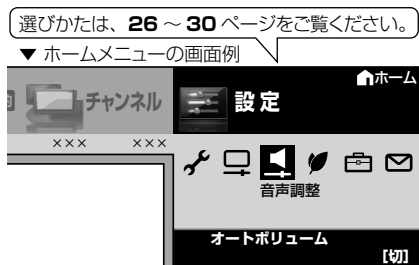 選びかたは、26～30ページをご覧ください。
▼ ホームメニューの画面例
ホーム
チャンネル
設定
××× ×××
音声調整
オートボリューム
[切]